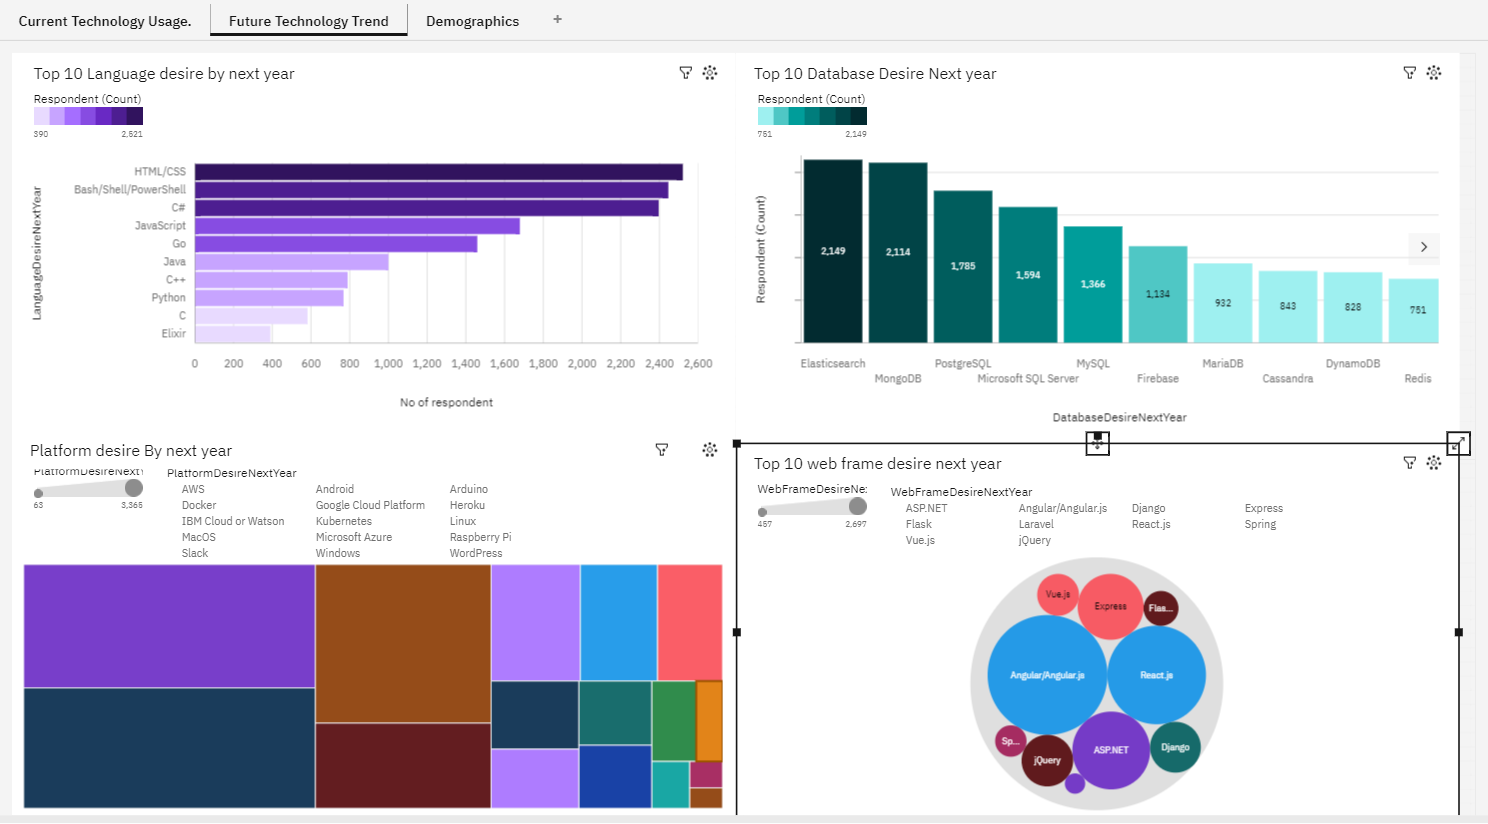 Current Technology Usage.
Future Technology Trend
Demographics
+
Top 10 Language desire by next year
Respondent (Count)
390 2,521
LanguageDesireNextYear
HTML/CSS
Bash/Shell/PowerShell
C#
JavaScript
Go
Java
C++
Python
C
Elixir
0 200 400 600 800 1,000 1,200 1,400 1,600 1,800 2,000 2,200 2,400 2,600
No of respondent
Top 10 Database Desire Next year
Respondent (Count)
751 2,149
Respondent (Count)
2,149 2,114 1,785 1,594 1,366 1,134 932 843 828 751
Elasticsearch PostgreSQL MySQL MariaDB DynamoDB
MongoDB Microsoft SQL Server Firebase Cassandra Redis
DatabaseDesireNextYear
Platform desire By next year
PlatformDesireNext
63 3,365
PlatformDesireNextYear
AWS Android Arduino
Docker Google Cloud Platform Heroku
IBM Cloud or Watson Kubernetes Linux
MacOS Microsoft Azure Raspberry Pi
Slack Windows WordPress
Top 10 web frame desire next year
WebFrameDesireNe:
457 2,697
WebFrameDesireNextYear
ASP.NET Angular/Angular.js Django Express
Flask Laravel React.js Spring
Vue.js jQuery
Vue.js
Express
Flas...
Angular/Angular.js
React.js
Sp...
jQuery
ASP.NET
Django